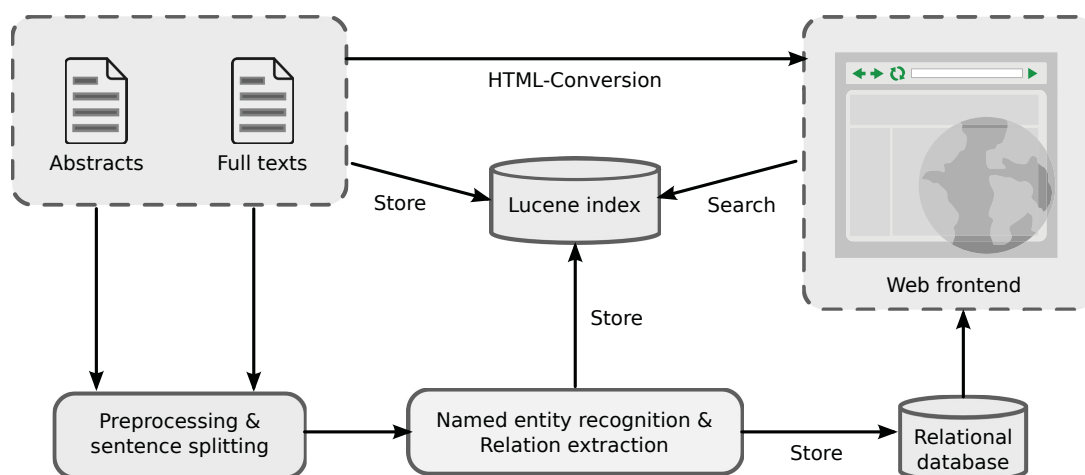 HTML-Conversion
Abstracts
Full texts
Store
Lucene index
Search
Web frontend
Store
Preprocessing &
sentence splitting
Named entity recognition &
Relation extraction
Store
Relational
database